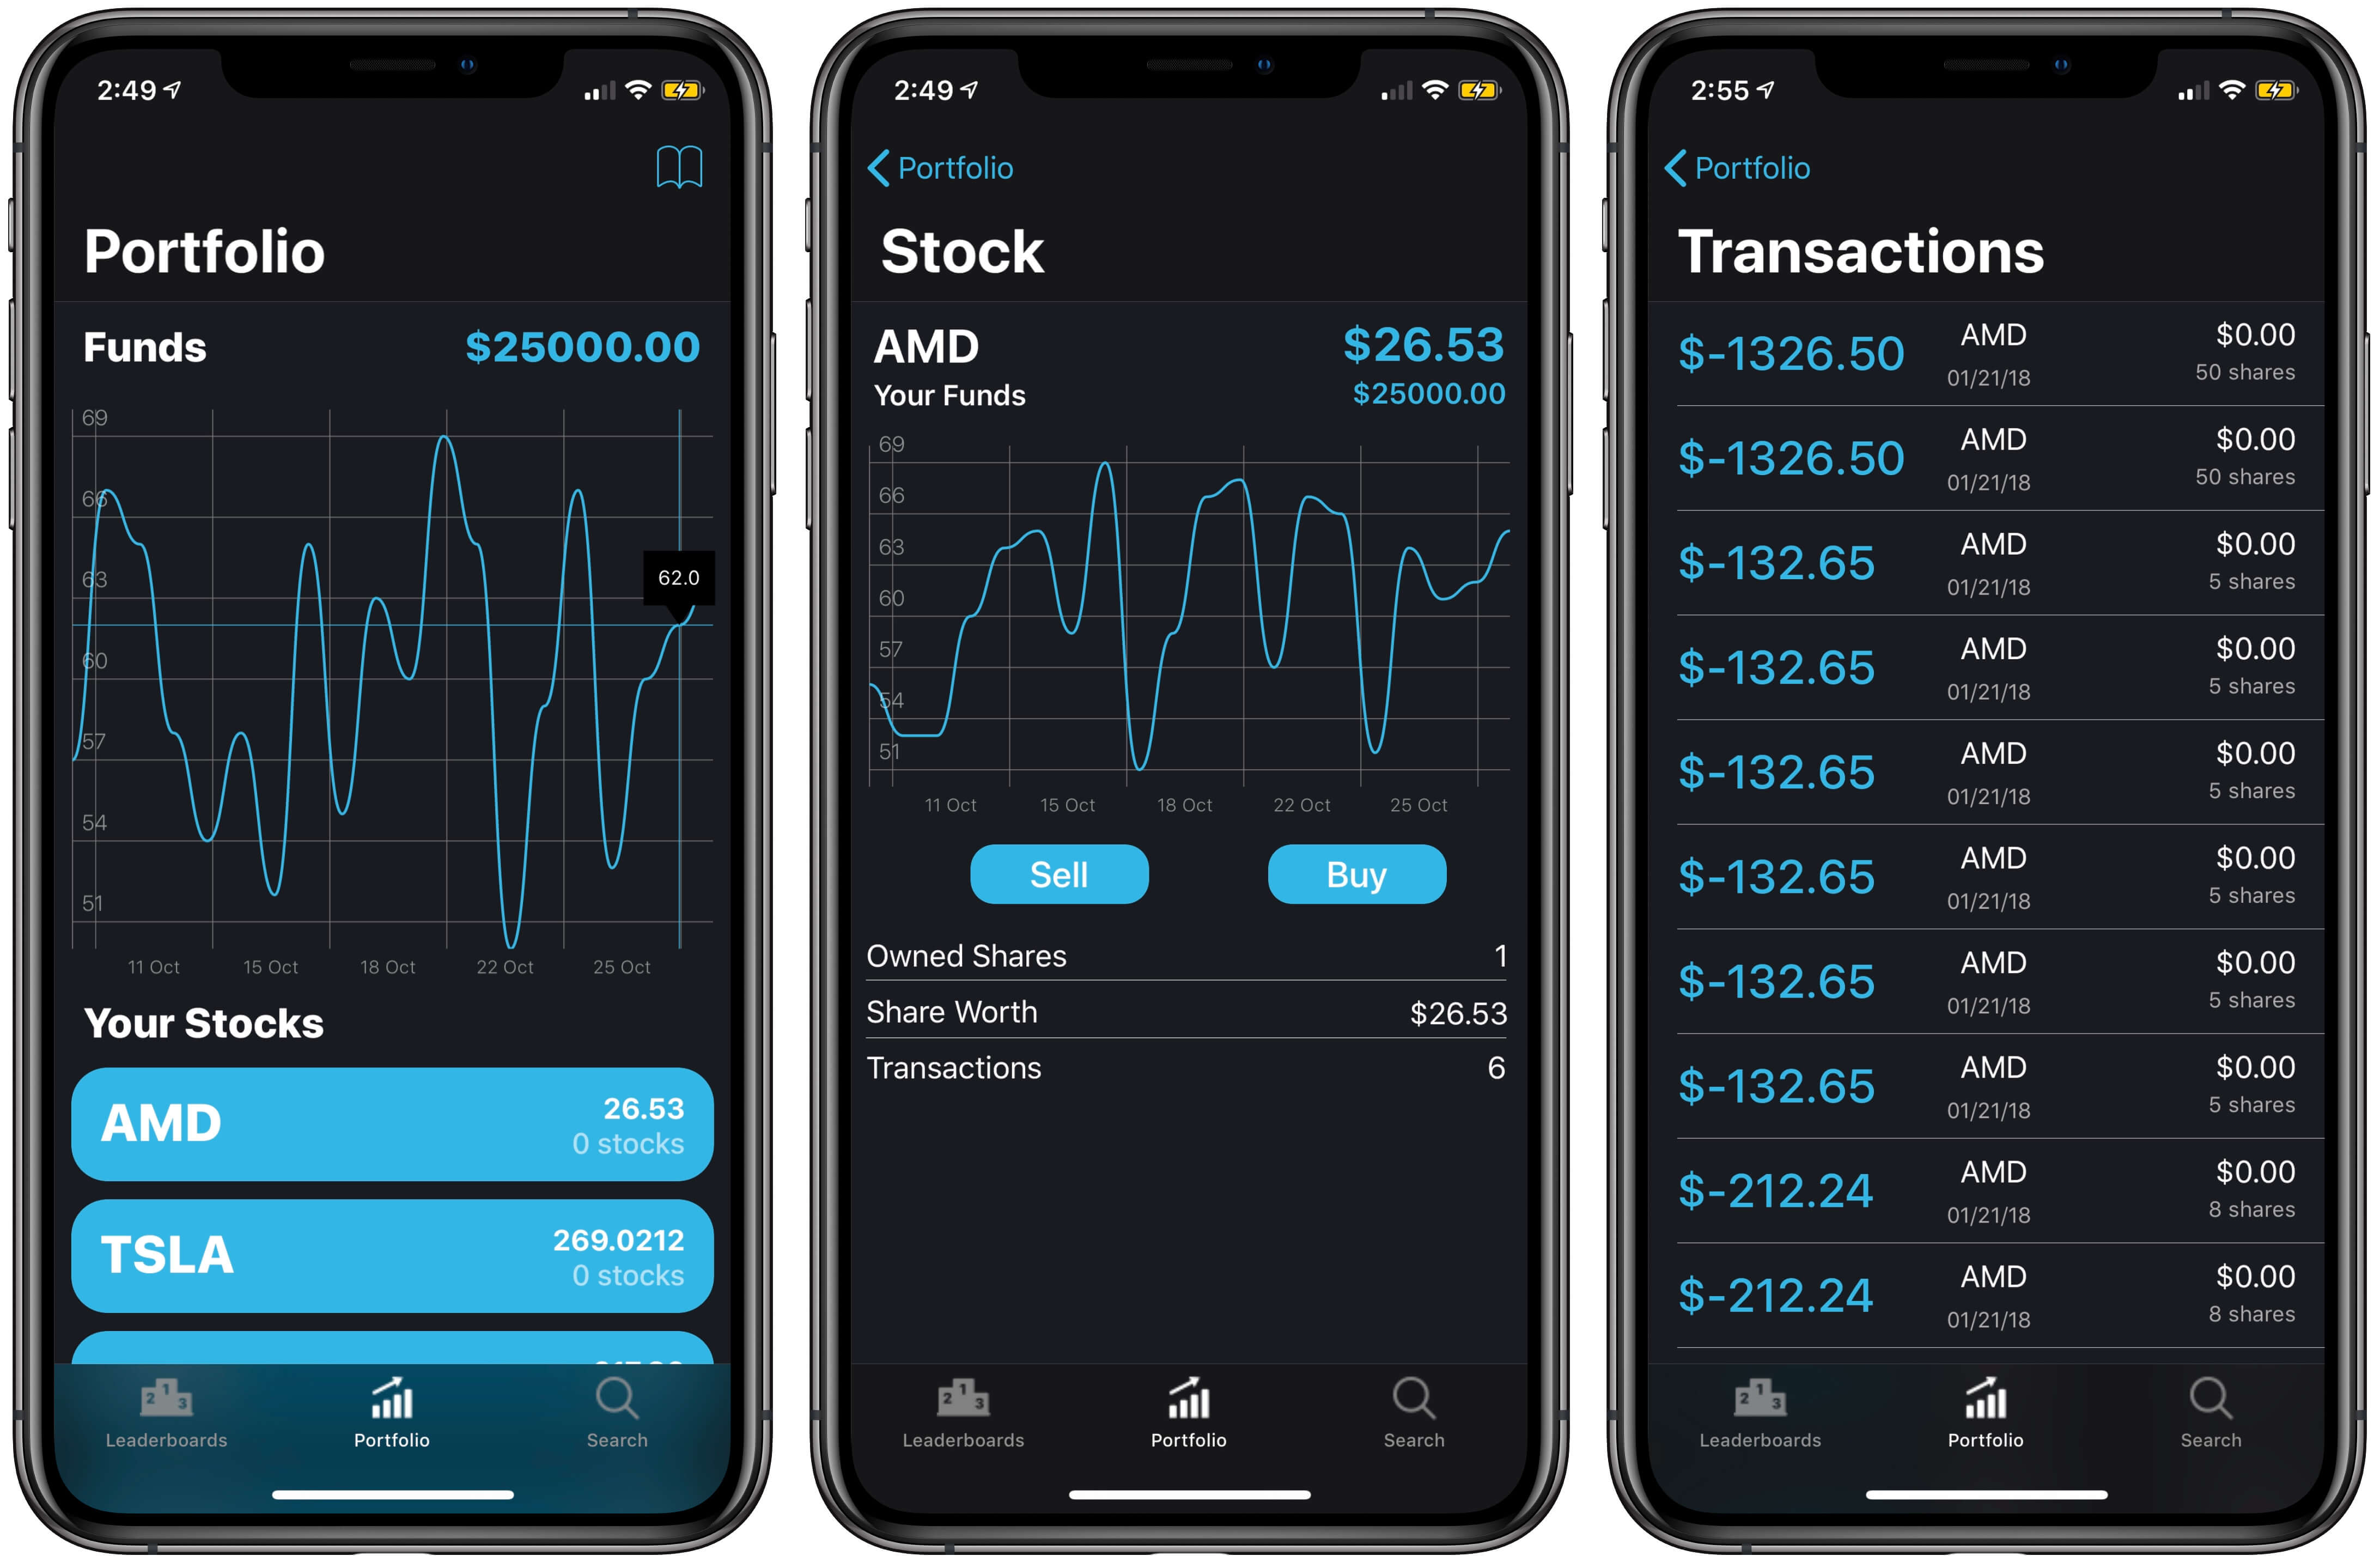 2:49
Portfolio
Funds $25000.00
69
66
63
62.0
60
57
54
51
11 Oct 15 Oct 18 Oct 22 Oct 25 Oct
Your Stocks
AMD 26.53
0 stocks
TSLA 269.0212
0 stocks
2 1 3
Leaderboards Portfolio Search
2:49
Portfolio
Stock
AMD $26.53
Your Funds $25000.00
69
66
63
60
57
54
51
11 Oct 15 Oct 18 Oct 22 Oct 25 Oct
Sell Buy
Owned Shares 1
Share Worth $26.53
Transactions 6
2 1 3
Leaderboards Portfolio Search
2:55
Portfolio
Transactions
$-1326.50 AMD $0.00
01/21/18 50 shares
$-1326.50 AMD $0.00
01/21/18 50 shares
$-132.65 AMD $0.00
01/21/18 5 shares
$-132.65 AMD $0.00
01/21/18 5 shares
$-132.65 AMD $0.00
01/21/18 5 shares
$-132.65 AMD $0.00
01/21/18 5 shares
$-132.65 AMD $0.00
01/21/18 5 shares
$-132.65 AMD $0.00
01/21/18 5 shares
$-212.24 AMD $0.00
01/21/18 8 shares
$-212.24 AMD $0.00
01/21/18 8 shares
2 1 3
Leaderboards Portfolio Search